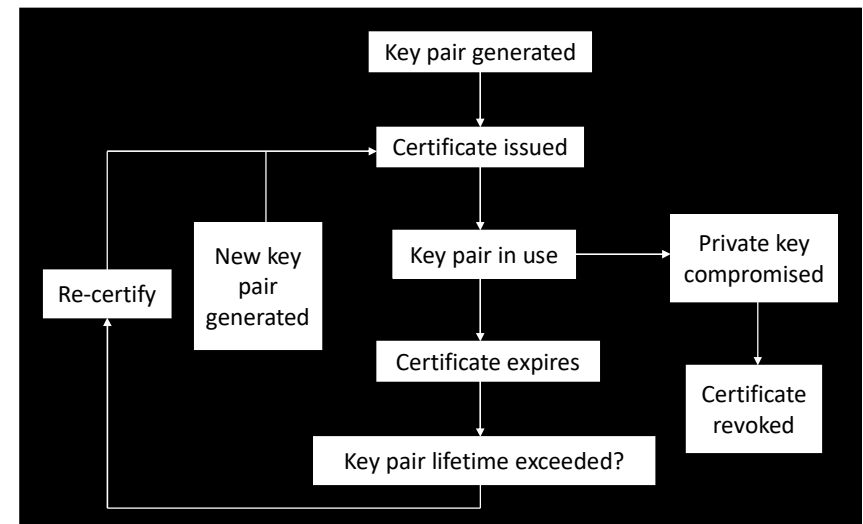 Key pair generated
Certificate issued
Key pair in use
Private key
compromised
New key
pair
generated
Re-certify
Certificate expires
Certificate
revoked
Key pair lifetime exceeded?